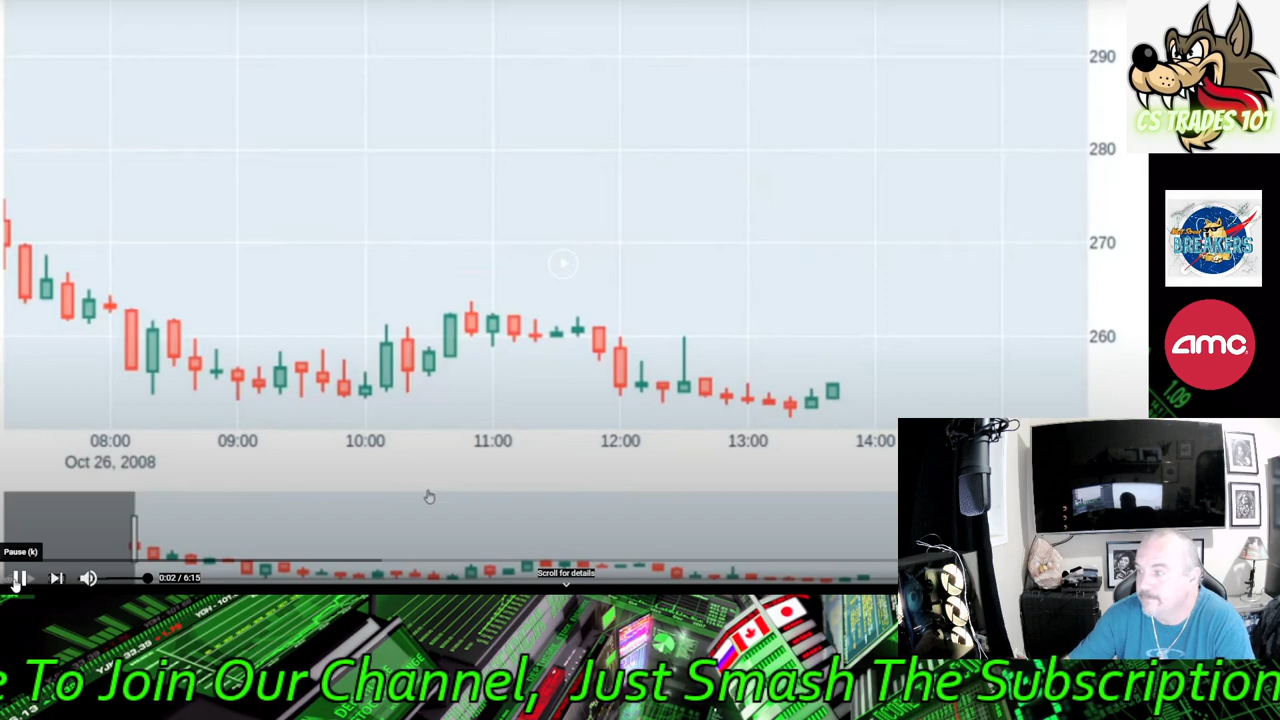 290
CS TRADES 101
280
270
BREAKERS
260
amc
1.09
08:00 09:00 10:00 11:00 12:00 13:00 14:00
Oct 26, 2008
Pause (k)
0:02 / 6:15
Scroll for details
e To Join Our Channel, Just Smash The Subscription